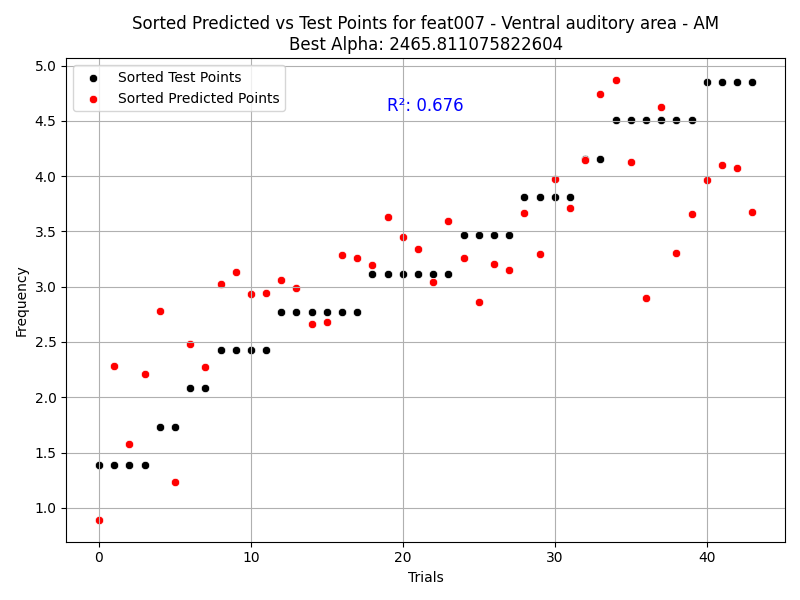 Sorted Predicted vs Test Points for feat007 - Ventral auditory area - AM
Best Alpha: 2465.811075822604
Sorted Test Points
Sorted Predicted Points
R²: 0.676
Frequency
5.0
4.5
4.0
3.5
3.0
2.5
2.0
1.5
1.0
0 10 20 30 40
Trials